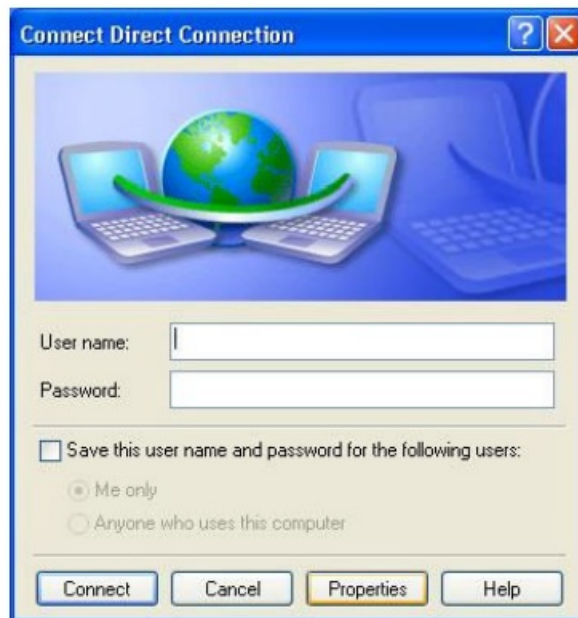 Connect Direct Connection
User name:
Password:
Save this user name and password for the following users:
Me only
Anyone who uses this computer
Connect Cancel Properties Help